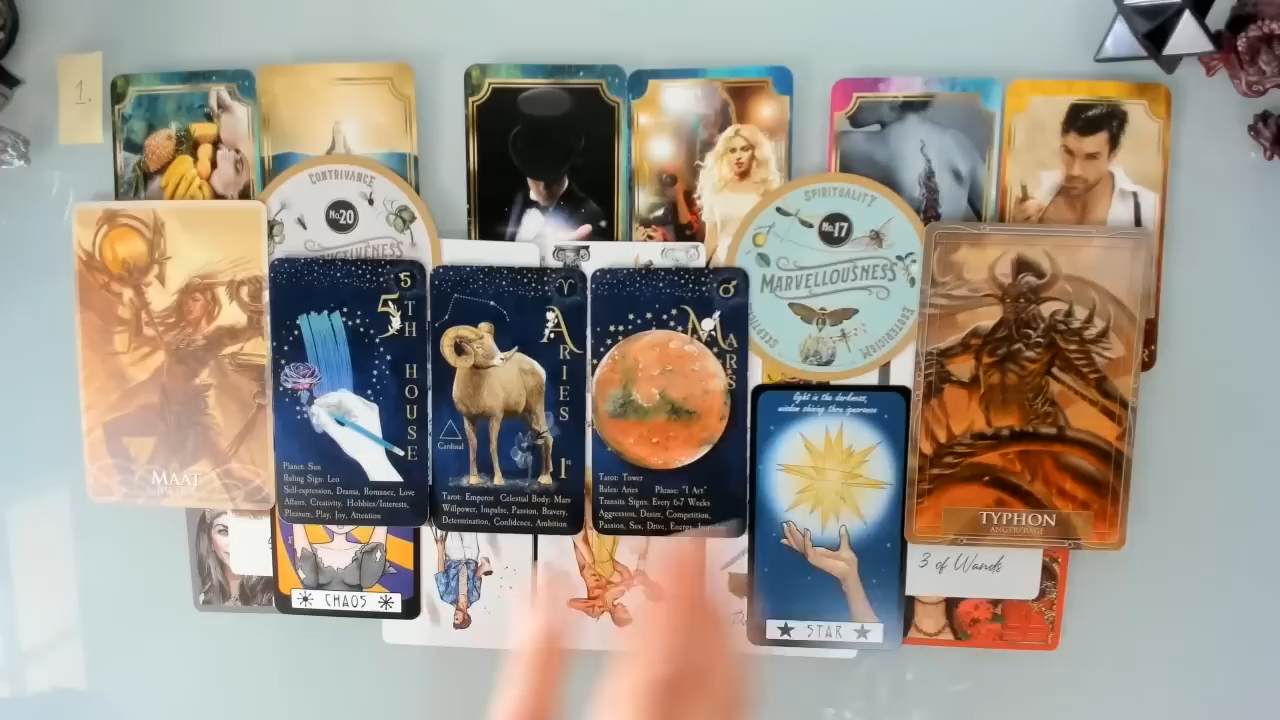 1.
CONTRIVANCE
No. 20
SPIRITUALITY
No. 17
MARVELLOUSNESS
ESOTERICISM
MAAT
5
5TH HOUSE
Planet: Sun
Ruling Sign: Leo
Self-expression, Drama, Romance, Love
Affairs, Creativity, Hobbies/Interests,
Pleasure, Play, Joy, Attention
ARIES
Cardinal
1st
Tarot: Emperor Celestial Body: Mars
Willpower, Impulse, Passion, Bravery,
Determination, Confidence, Ambition
MARS
Tarot: Tower
Rules: Aries Phrase: "I Act"
Transits Signs: Every 6-7 Weeks
Aggression, Desire, Competition,
Passion, Sex, Drive, Energy,
light in the darkness,
wisdom shining thru ignorance
STAR
TYPHON
ANGER/RAGE
3 of Wands
CHAOS